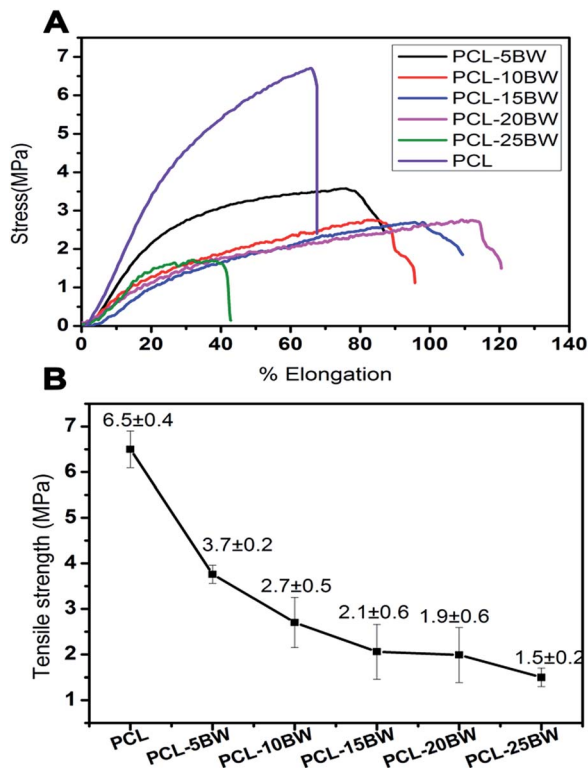 A
7
6
5
4
3
2
1
0
Stress(MPa)
PCL-5BW
PCL-10BW
PCL-15BW
PCL-20BW
PCL-25BW
PCL
0 20 40 60 80 100 120 140
% Elongation
B
7
6
5
4
3
2
1
Tensile strength (MPa)
6.5±0.4
3.7±0.2
2.7±0.5
2.1±0.6
1.9±0.6
1.5±0.2
PCL PCL-5BW PCL-10BW PCL-15BW PCL-20BW PCL-25BW